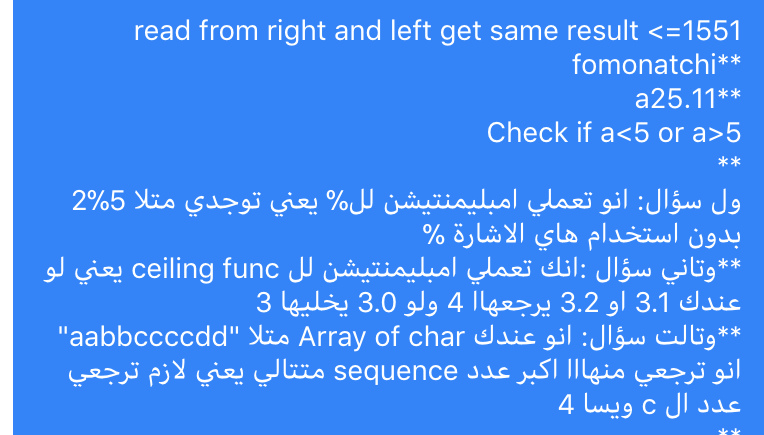 read from right and left get same result <=1551
fomonatchi**
a25.11**
Check if a<5 or a>5
**
ول سؤال: انو تعملي امبليمنتيشن لل% يعني توجدي متلا 5%2
بدون استخدام هاي الاشارة %
**وتاني سؤال :انك تعملي امبليمنتيشن لل ceiling func يعني لو
عندك 3.1 او 3.2 يرجعهاا 4 ولو 3.0 يخليها 3
**وتالت سؤال: انو عندك Array of char متلا "aabbccccdd"
انو ترجعي منهااا اكبر عدد sequence متتالي يعني لازم ترجعي
عدد ال c ويسا 4
**